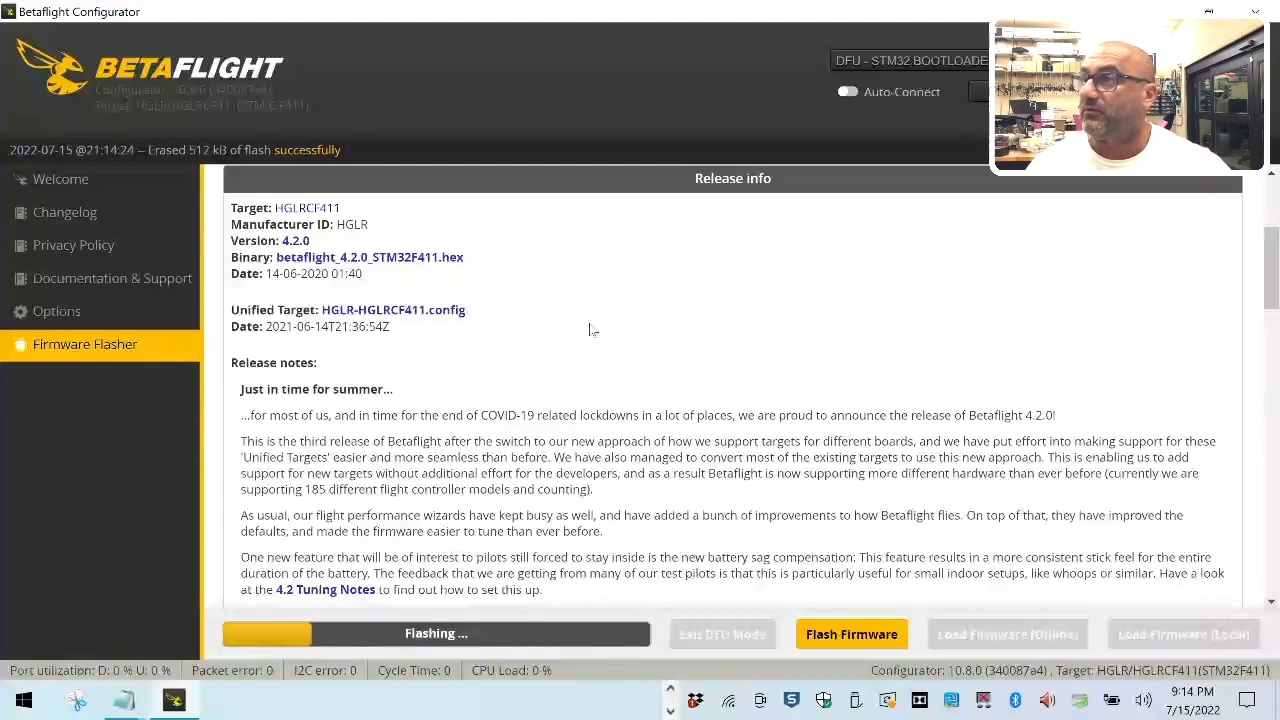 Betaflight Configurator
BETAFLIGHT
DFU - STM32 BOOTLOADE
Auto-Connect
2022-07-15 @21:14:24 -- Erased 512 kB of flash successfully
Welcome
Changelog
Privacy Policy
Documentation & Support
Options
Firmware Flasher
Release info
Target: HGLRCF411
Manufacturer ID: HGLR
Version: 4.2.0
Binary: betaflight_4.2.0_STM32F411.hex
Date: 14-06-2020 01:40
Unified Target: HGLR-HGLRCF411.config
Date: 2021-06-14T21:36:54Z
Release notes:
Just in time for summer...
...for most of us, and in time for the end of COVID-19 related lockdowns in a lot of places, we are proud to announce the release of Betaflight 4.2.0!
This is the third release of Betaflight after the switch to our new approach of how we support targets for different boards, and we have put effort into making support for these
'Unified Targets' easier and more seamless than before. We have also managed to convert most of the existing targets to use this new approach. This is enabling us to add
support for new targets without additional effort for the developers, and as a result Betaflight is now supporting more different hardware than ever before (currently we are
supporting 185 different flight controller models and counting).
As usual, our flight performance wizards have kept busy as well, and have added a bunch of improvements to how Betaflight flies. On top of that, they have improved the
defaults, and made the firmware easier to tune than ever before.
One new feature that will be of interest to pilots still forced to stay inside is the new battery sag compensation: This feature results in a more consistent stick feel for the entire
duration of the battery. The feedback that we are getting from many of our test pilots is that this is particularly useful for small indoor setups, like whoops or similar. Have a look
at the 4.2 Tuning Notes to find out how to set this up.
Flashing ...
Exit DFU Mode
Flash Firmware
Load Firmware [Online]
Load Firmware [Local]
Port utilization: D: 0 % U: 0 %
Packet error: 0
I2C error: 0
Cycle Time: 0
CPU Load: 0 %
Configurator: 10.8.0 (340087a4) , Target: HGLR/HGLRCF411(STM32F411)
9:14 PM
7/15/2022